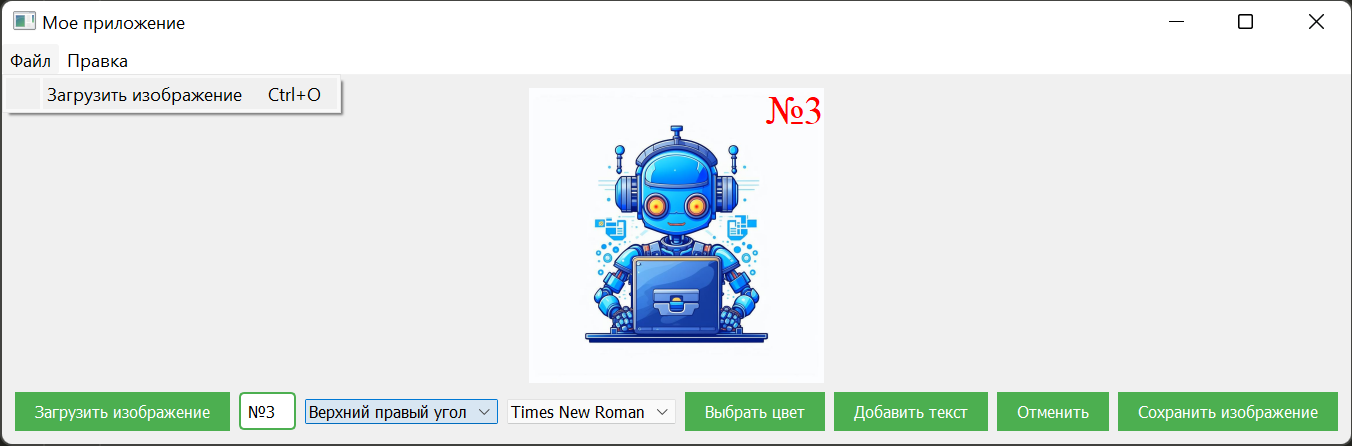 Мое приложение
Файл Правка
Загрузить изображение Ctrl+O
№3
Загрузить изображение №3 Верхний правый угол Times New Roman Выбрать цвет Добавить текст Отменить Сохранить изображение